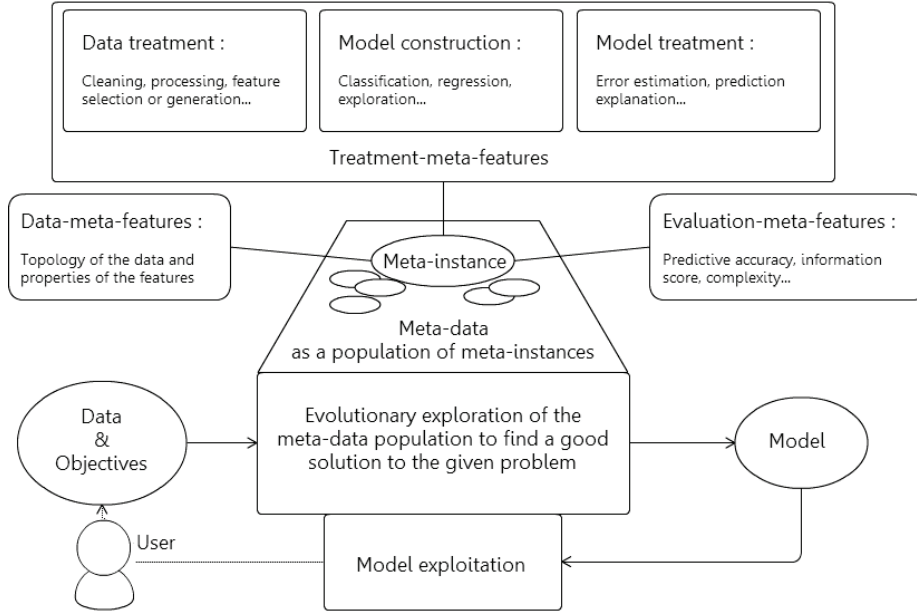 Data treatment :
Cleaning, processing, feature
selection or generation...
Model construction :
Classification, regression,
exploration...
Model treatment :
Error estimation, prediction
explanation...
Treatment-meta-features
Data-meta-features :
Topology of the data and
properties of the features
Meta-instance
Evaluation-meta-features :
Predictive accuracy, information
score, complexity...
Meta-data
as a population of meta-instances
Data
&
Objectives
Evolutionary exploration of the
meta-data population to find a good
solution to the given problem
Model
User
Model exploitation